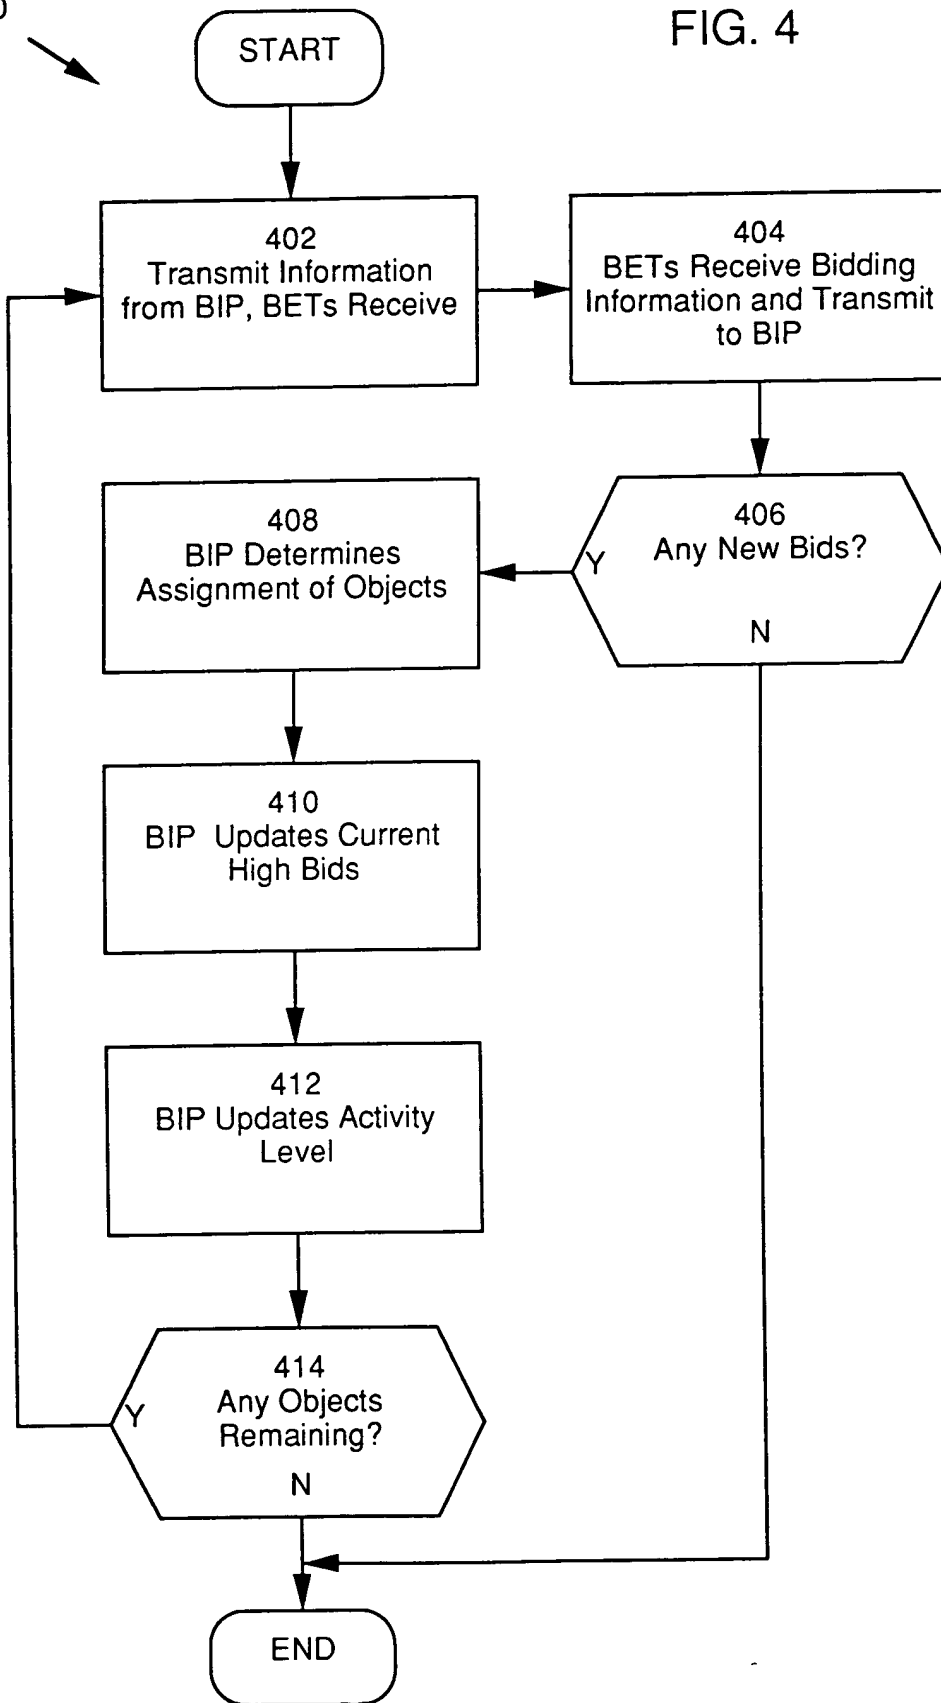 FIG. 4
START
402
Transmit Information
from BIP, BETs Receive
404
BETs Receive Bidding
Information and Transmit
to BIP
406
Any New Bids?
Y
N
408
BIP Determines
Assignment of Objects
410
BIP Updates Current
High Bids
412
BIP Updates Activity
Level
414
Any Objects
Remaining?
Y
N
END